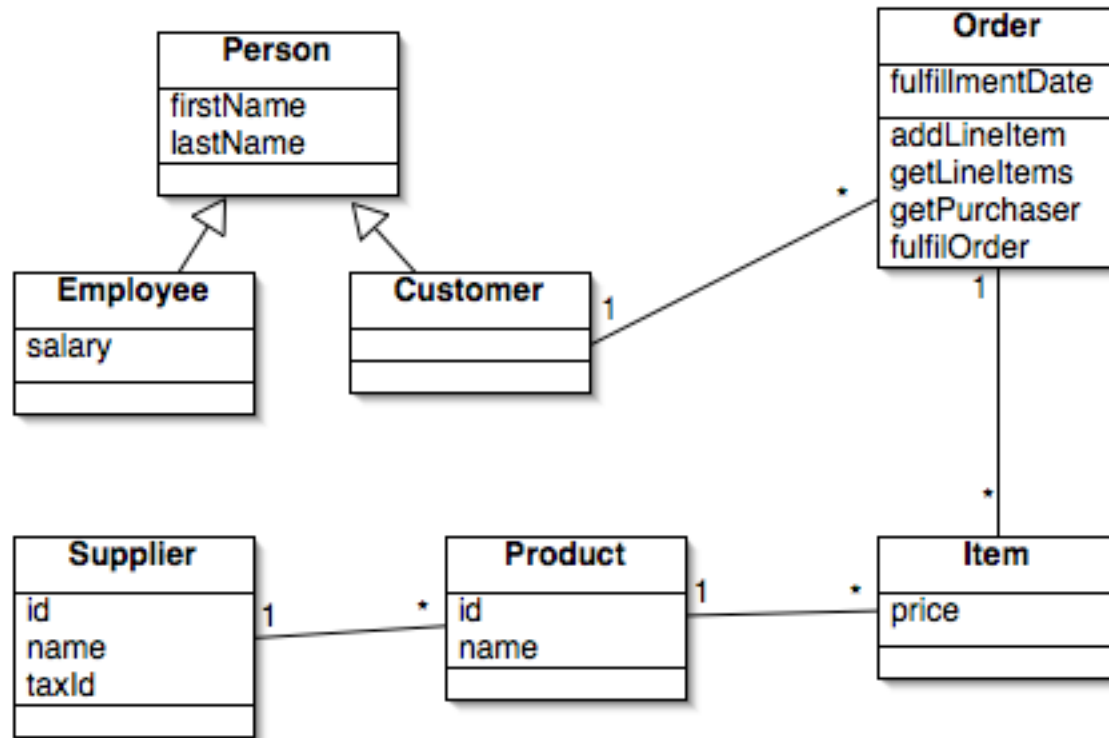 Person
firstName
lastName
Order
fulfillmentDate
addLineItem
getLineItems
getPurchaser
fulfilOrder
*
1
Employee
salary
Customer
1
*
Supplier
id
name
taxId
1
*
Product
id
name
1
*
Item
price